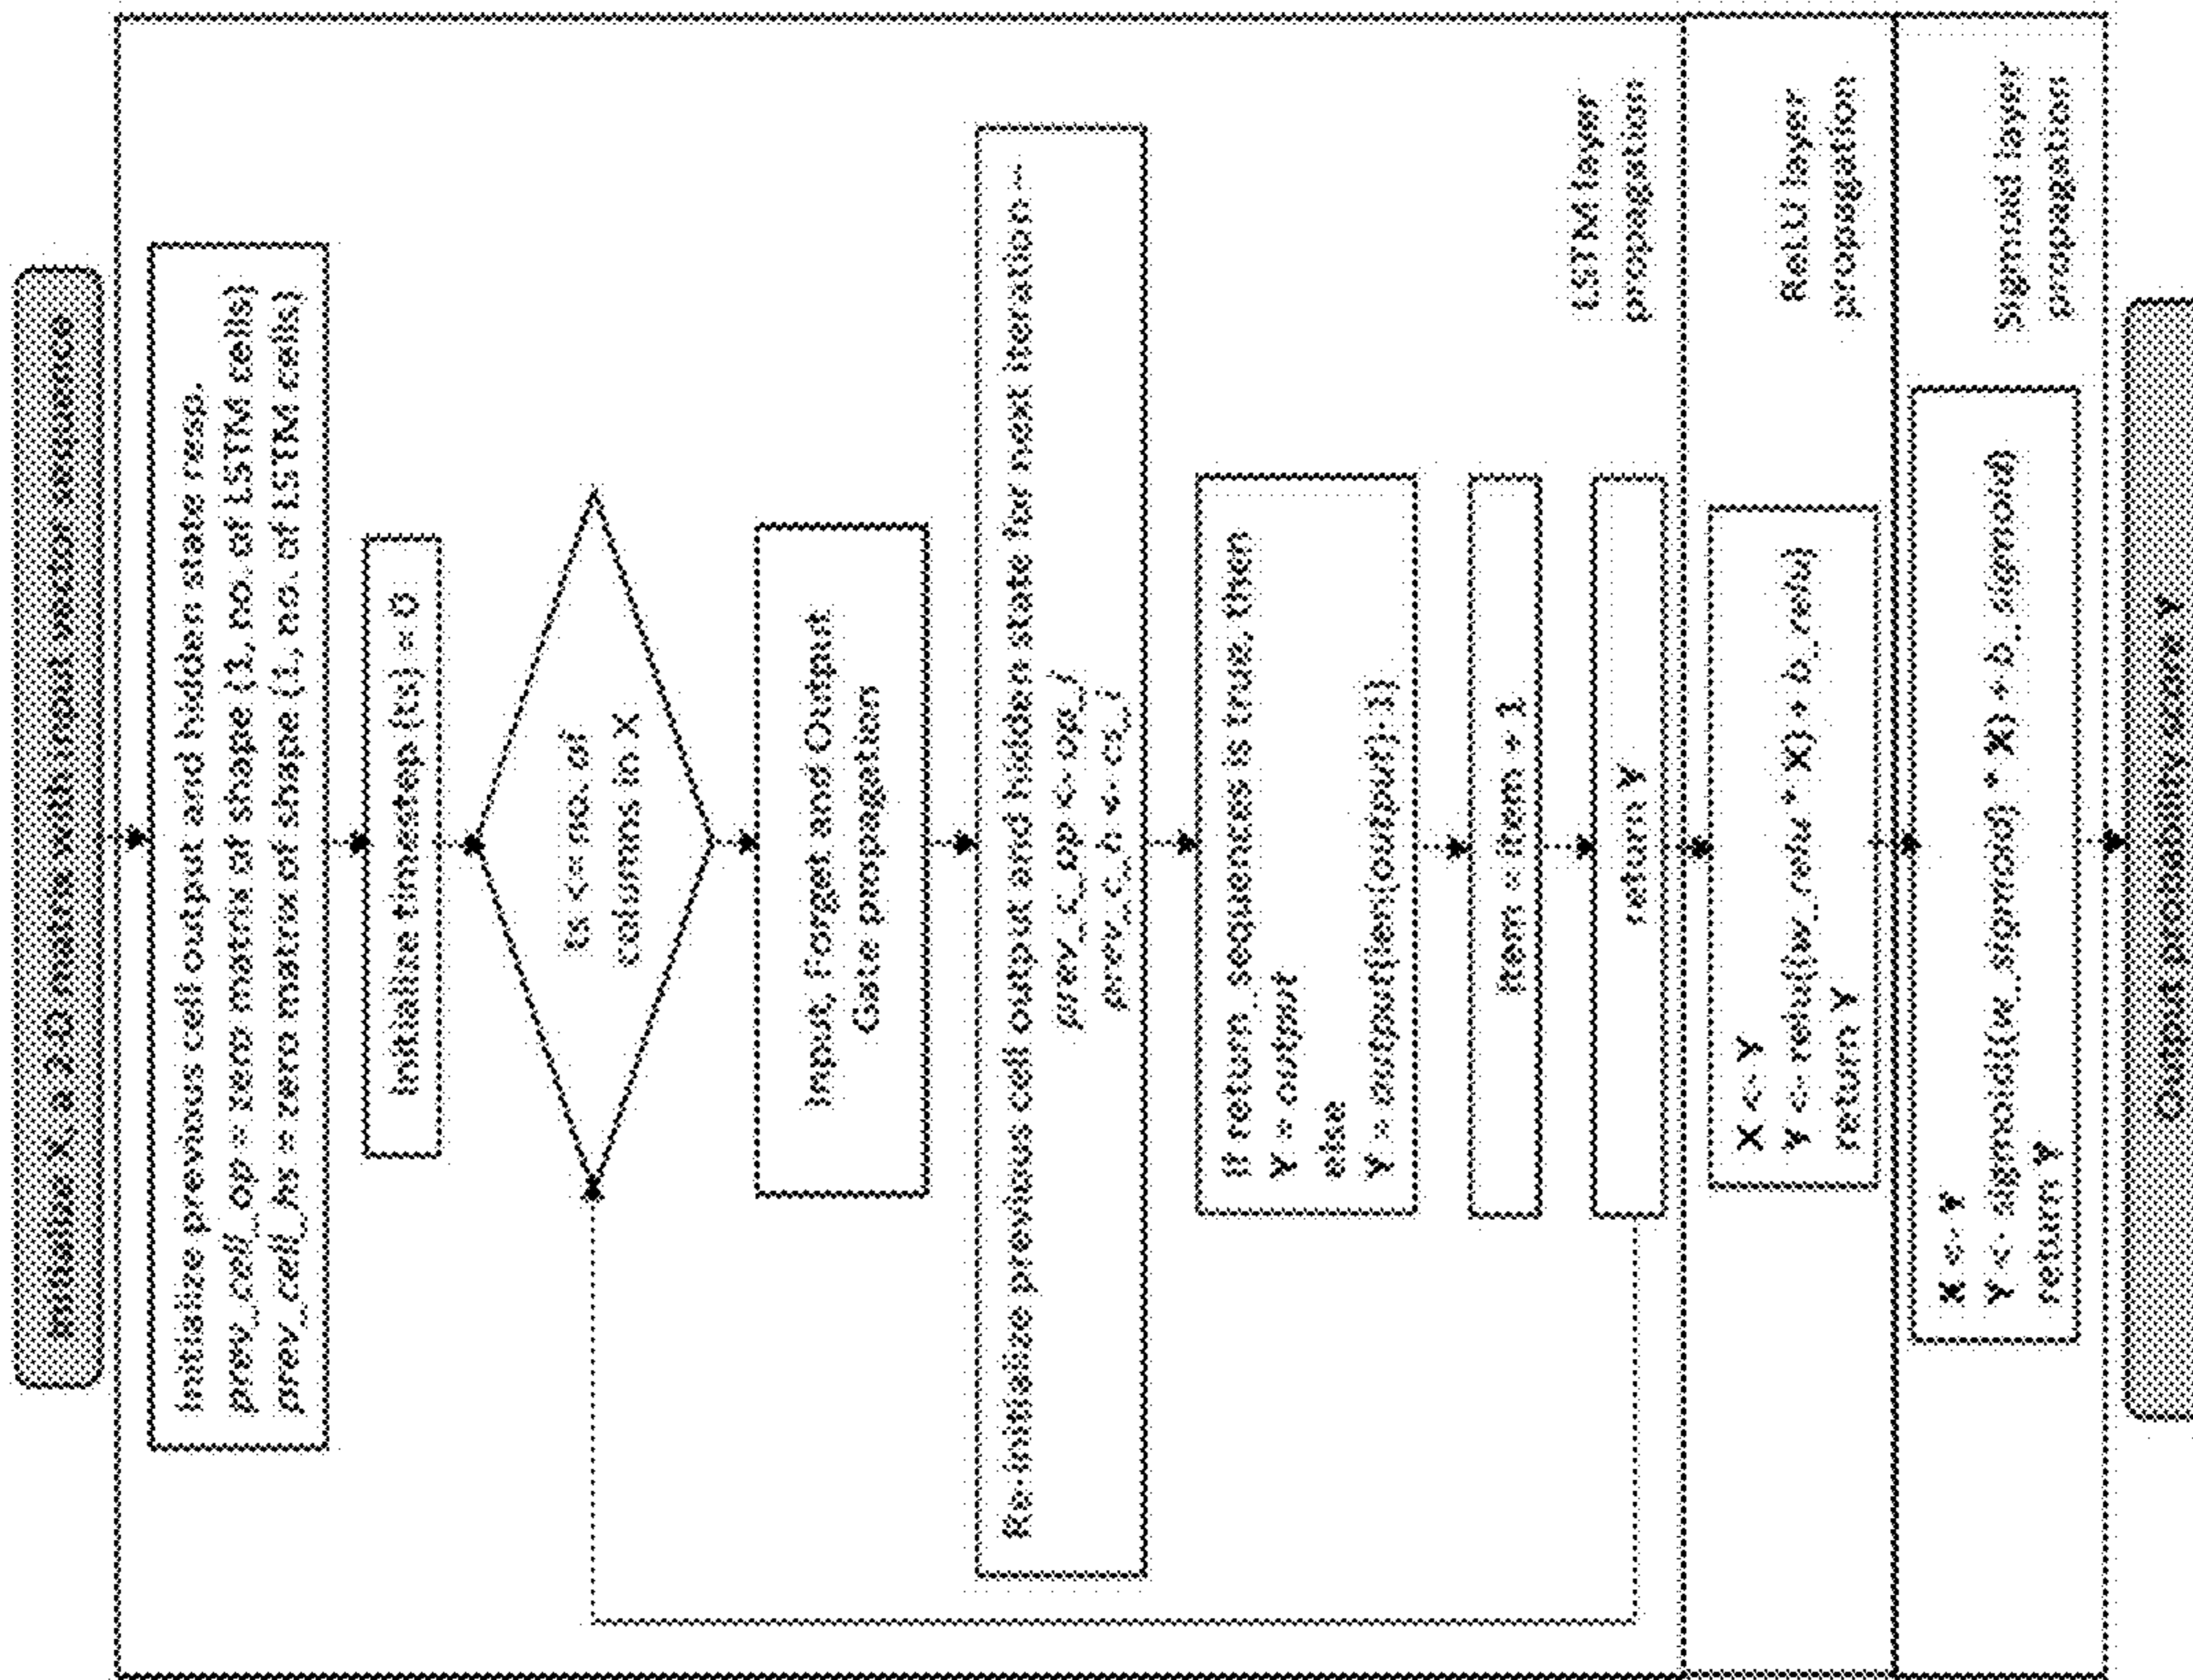 Initialize X, a 2D matrix with input vector sequence
Initialize previous cell output and hidden state resp.
prev_cell_op = zero matrix of shape (1, no. of LSTM cells)
prev_cell_hs = zero matrix of shape (1, no. of LSTM cells)
Initialize timestep (ts) = 0
ts <= no. of
columns in X
Input, Forget and Output
Gate propagation
Re-initialize previous cell output and hidden state for next iteration –
prev_c_op <- op_i
prev_c_h <- cs_i
If return_sequences is true, then
Y = output
else
Y = output[len(output)-1]
item = item + 1
return Y
LSTM layer
propagation
X <- Y
Y <- relu((w_relu * X) + b_relu)
return Y
ReLU layer
propagation
X <- Y
Y <- sigmoid((w_sigmoid * X) + b_sigmoid)
return Y
Sigmoid layer
propagation
Output probability score Y